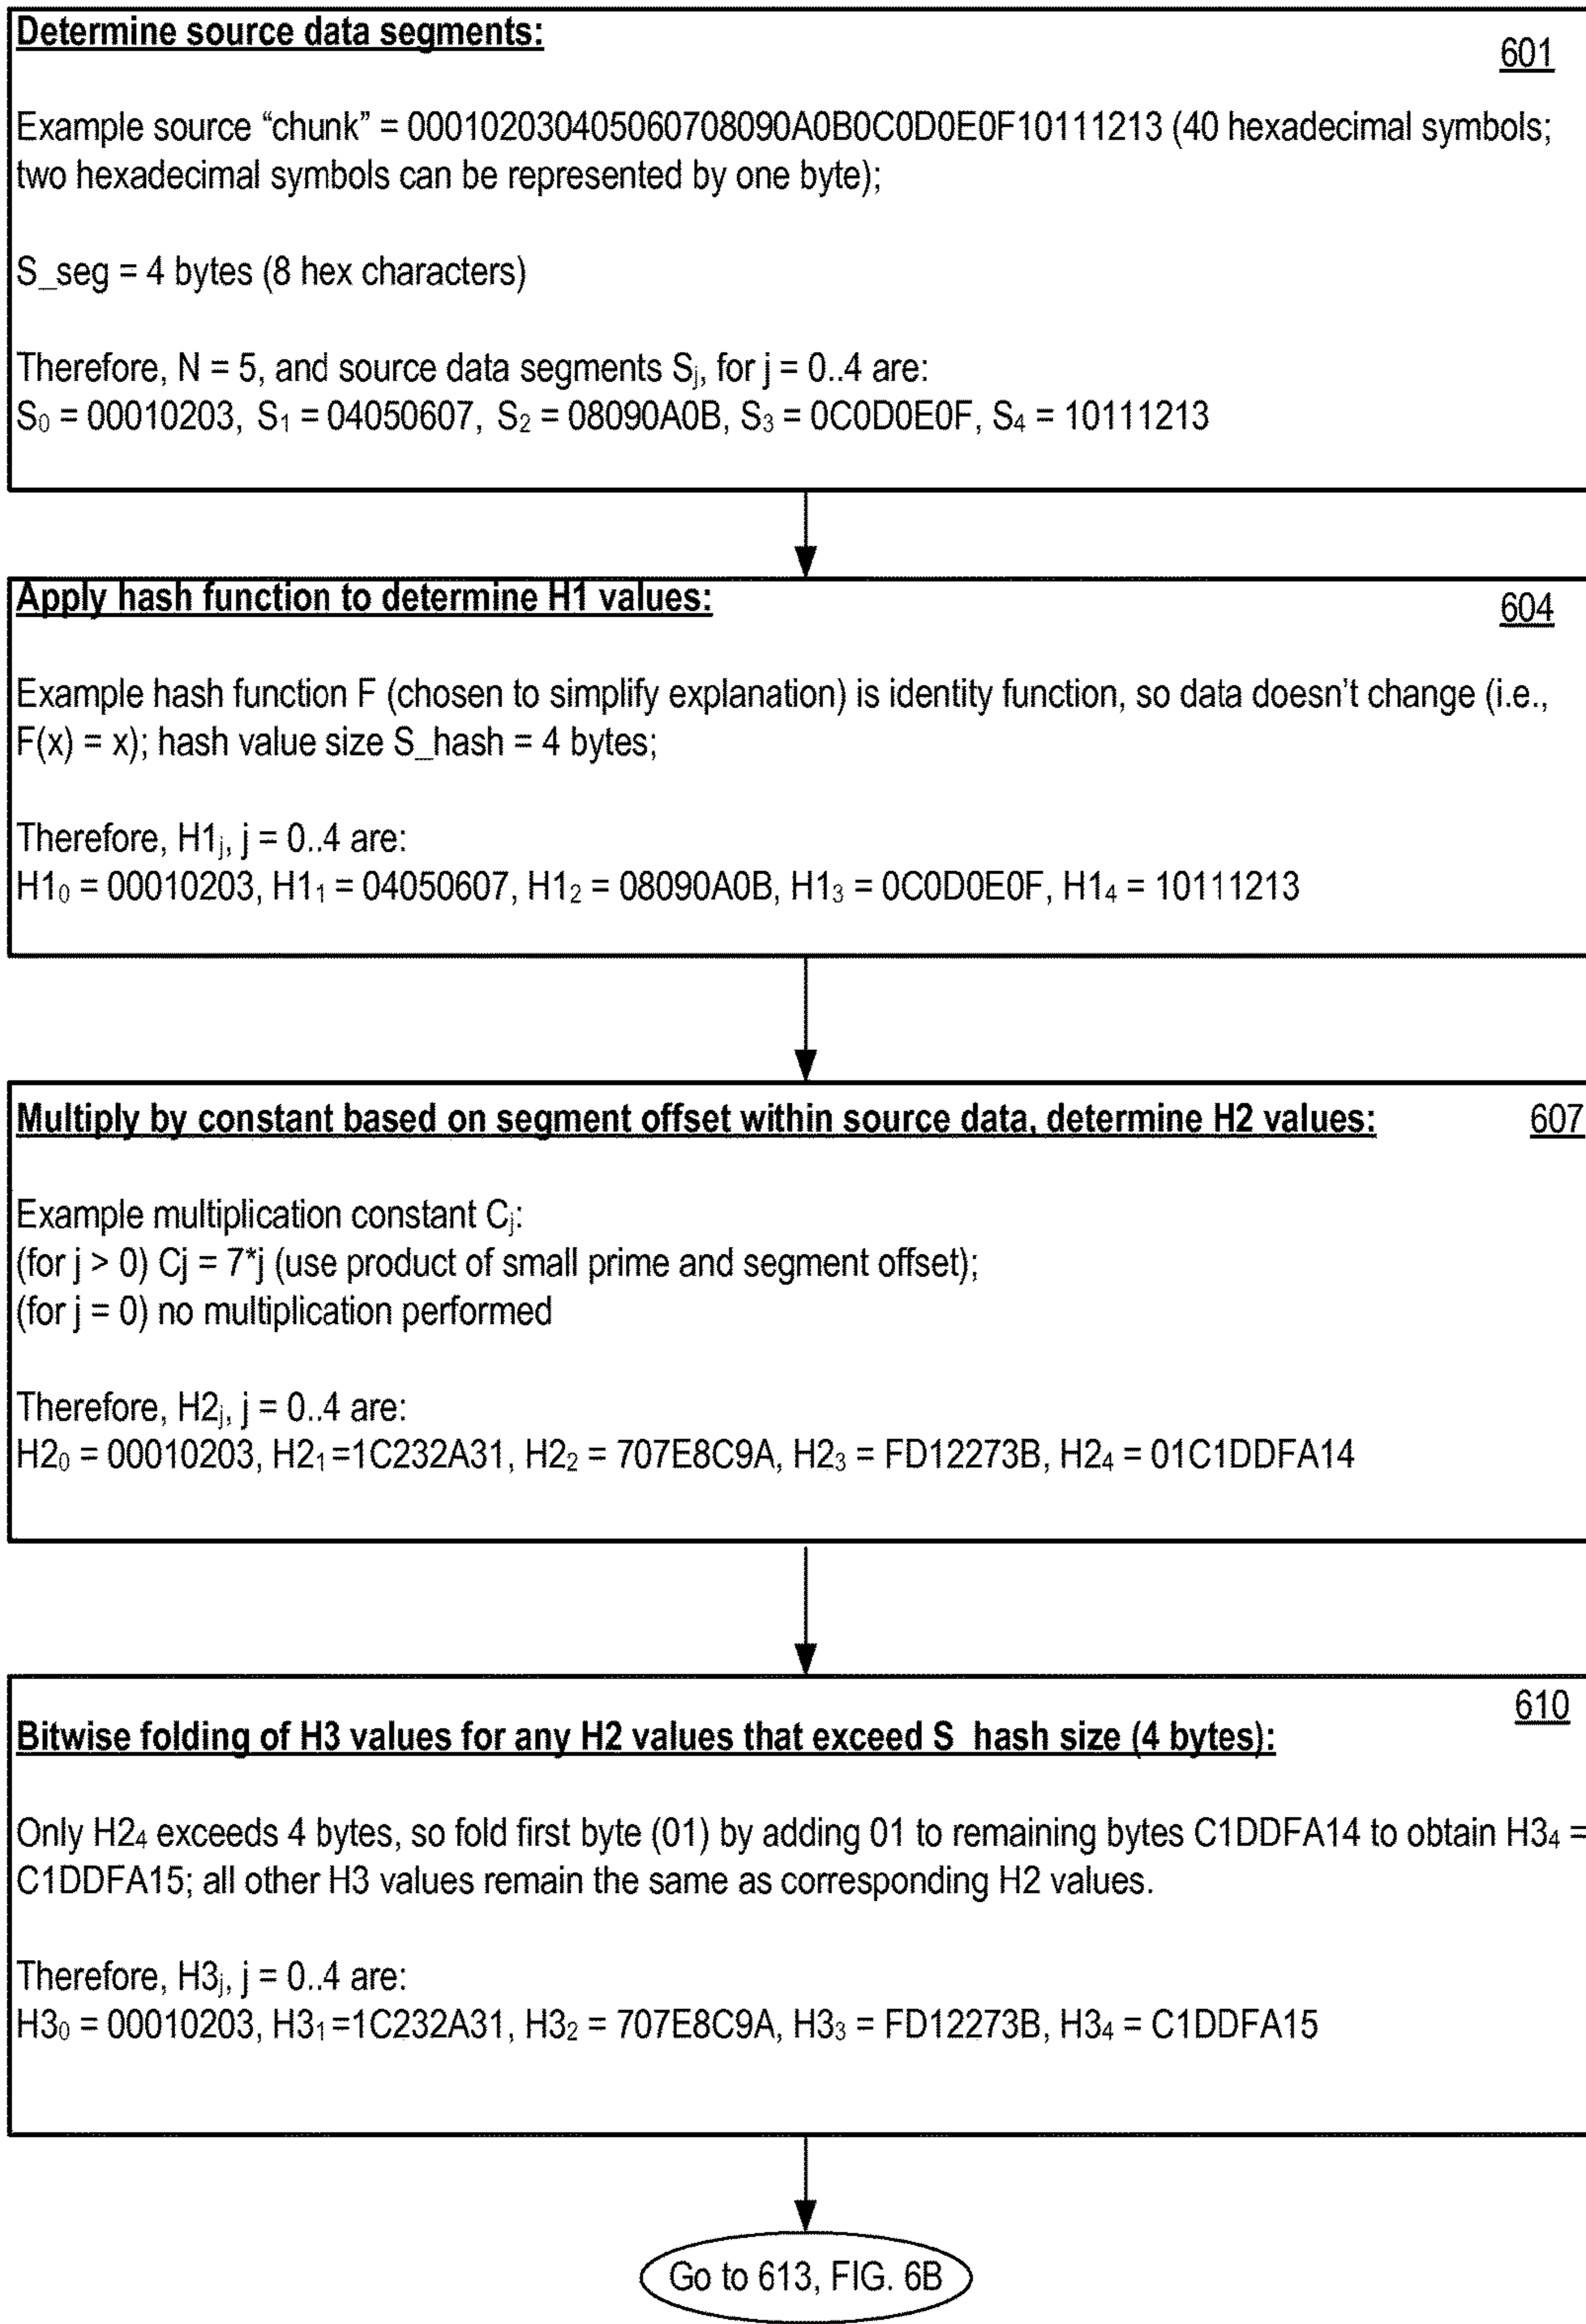 Determine source data segments:
601
Example source “chunk” = 000102030405060708090A0B0C0D0E0F10111213 (40 hexadecimal symbols;
two hexadecimal symbols can be represented by one byte);
S_seg = 4 bytes (8 hex characters)
Therefore, N = 5, and source data segments Sj, for j = 0..4 are:
S0 = 00010203, S1 = 04050607, S2 = 08090A0B, S3 = 0C0D0E0F, S4 = 10111213
Apply hash function to determine H1 values:
604
Example hash function F (chosen to simplify explanation) is identity function, so data doesn’t change (i.e.,
F(x) = x); hash value size S_hash = 4 bytes;
Therefore, H1j, j = 0..4 are:
H10 = 00010203, H11 = 04050607, H12 = 08090A0B, H13 = 0C0D0E0F, H14 = 10111213
Multiply by constant based on segment offset within source data, determine H2 values:
607
Example multiplication constant Cj:
(for j > 0) Cj = 7*j (use product of small prime and segment offset);
(for j = 0) no multiplication performed
Therefore, H2j, j = 0..4 are:
H20 = 00010203, H21 =1C232A31, H22 = 707E8C9A, H23 = FD12273B, H24 = 01C1DDFA14
610
Bitwise folding of H3 values for any H2 values that exceed S_hash size (4 bytes):
Only H24 exceeds 4 bytes, so fold first byte (01) by adding 01 to remaining bytes C1DDFA14 to obtain H34 =
C1DDFA15; all other H3 values remain the same as corresponding H2 values.
Therefore, H3j, j = 0..4 are:
H30 = 00010203, H31 =1C232A31, H32 = 707E8C9A, H33 = FD12273B, H34 = C1DDFA15
Go to 613, FIG. 6B